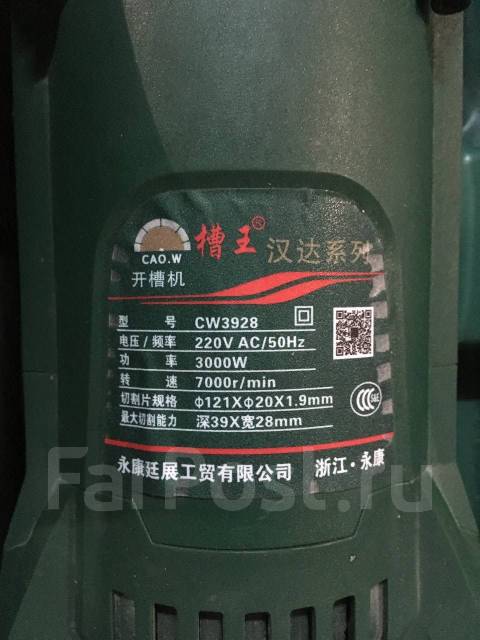 槽王® 汉达系列
CAO.W
开槽机
型 号 CW3928
电压/频率 220V AC/50Hz
功 率 3000W
转 速 7000r/min
切割片规格 Φ121XΦ20X1.9mm
最大切割能力 深39X宽28mm
CCC S&E
永康廷展工贸有限公司 浙江·永康
FarPost.ru